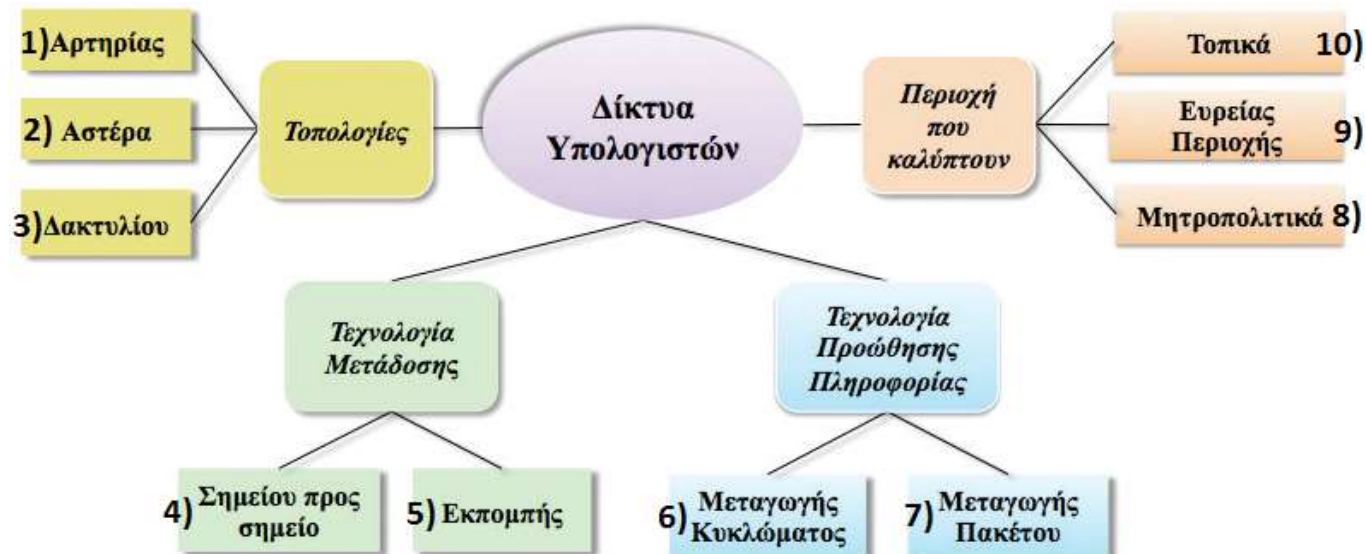 Δίκτυα
Υπολογιστών
Τοπολογίες
1)Αρτηρίας
2) Αστέρα
3)Δακτυλίου
Τεχνολογία
Μετάδοσης
4) Σημείου προς
σημείο
5) Εκπομπής
Τεχνολογία
Προώθησης
Πληροφορίας
6) Μεταγωγής
Κυκλώματος
7) Μεταγωγής
Πακέτου
Περιοχή
που
καλύπτουν
Τοπικά 10)
Ευρείας
Περιοχής 9)
Μητροπολιτικά 8)